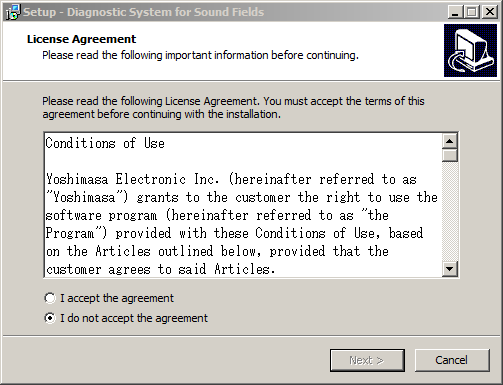 Setup - Diagnostic System for Sound Fields
License Agreement
Please read the following important information before continuing.
Please read the following License Agreement. You must accept the terms of this
agreement before continuing with the installation.
Conditions of Use
Yoshimasa Electronic Inc. (hereinafter referred to as
"Yoshimasa") grants to the customer the right to use the
software program (hereinafter referred to as "the
Program") provided with these Conditions of Use, based
on the Articles outlined below, provided that the
customer agrees to said Articles.
I accept the agreement
I do not accept the agreement
Next >
Cancel